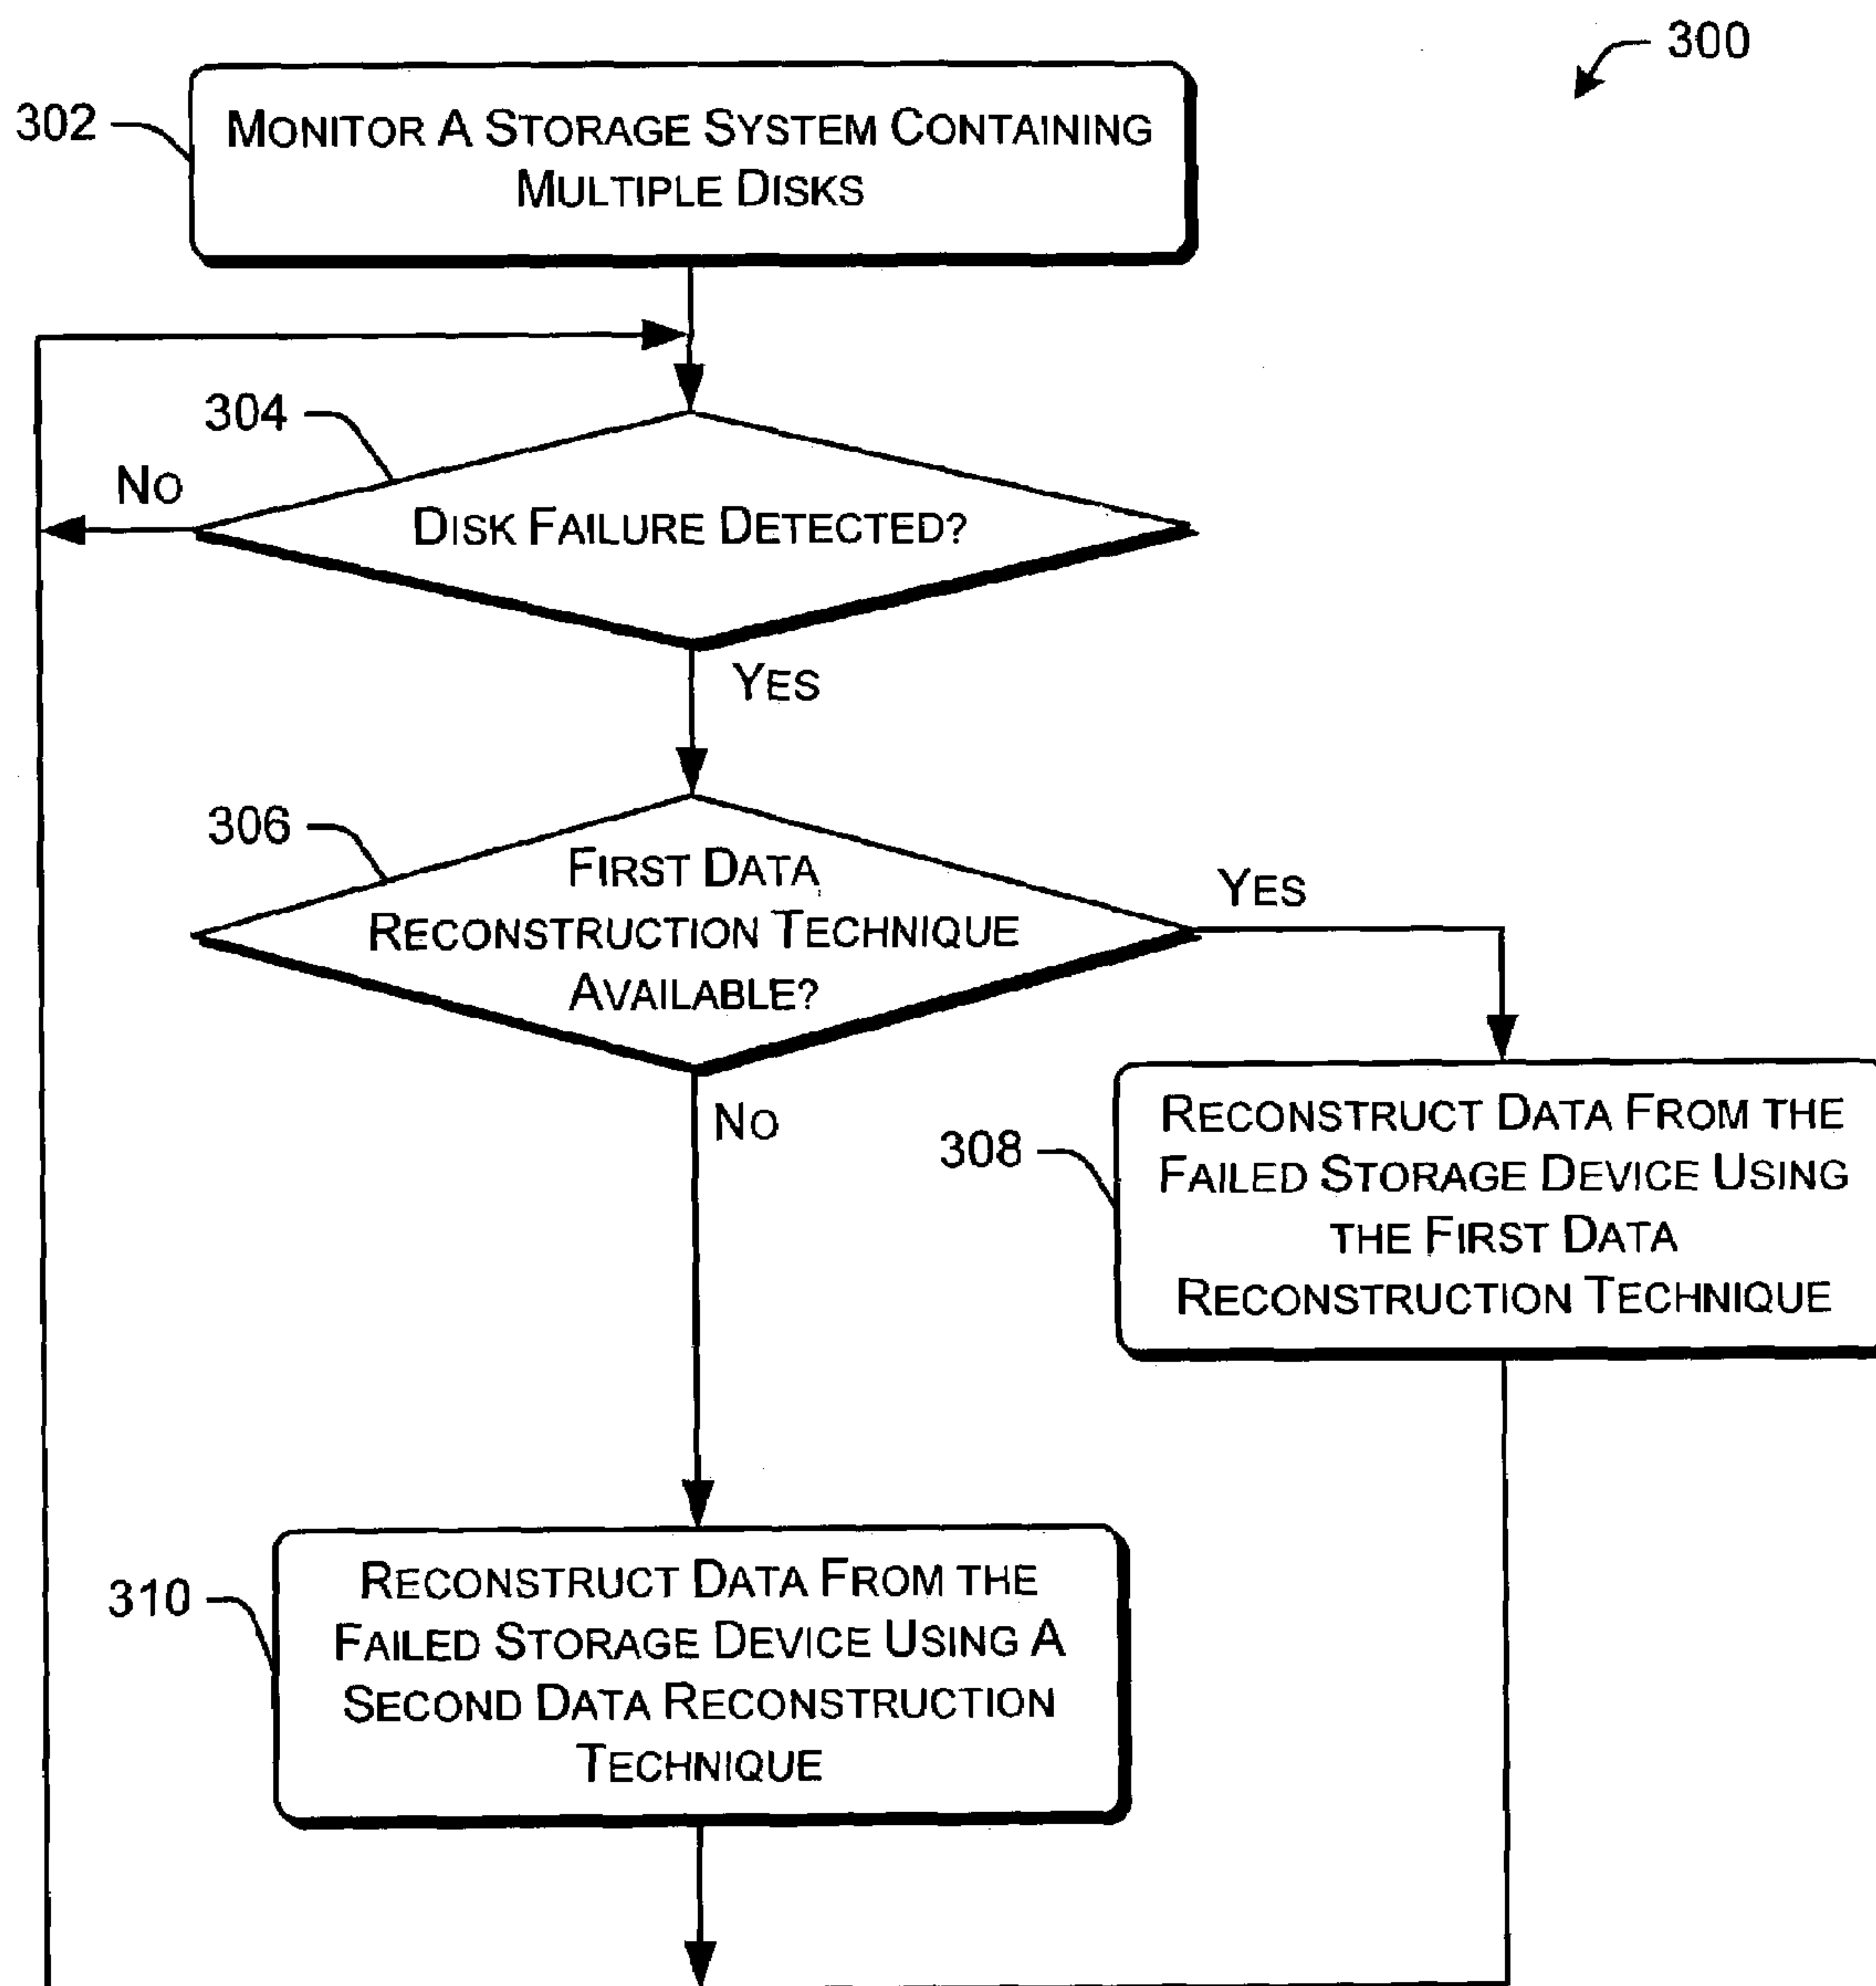 300
302
MONITOR A STORAGE SYSTEM CONTAINING
MULTIPLE DISKS
304
NO
DISK FAILURE DETECTED?
YES
306
FIRST DATA
RECONSTRUCTION TECHNIQUE
AVAILABLE?
YES
NO
308
RECONSTRUCT DATA FROM THE
FAILED STORAGE DEVICE USING
THE FIRST DATA
RECONSTRUCTION TECHNIQUE
310
RECONSTRUCT DATA FROM THE
FAILED STORAGE DEVICE USING A
SECOND DATA RECONSTRUCTION
TECHNIQUE